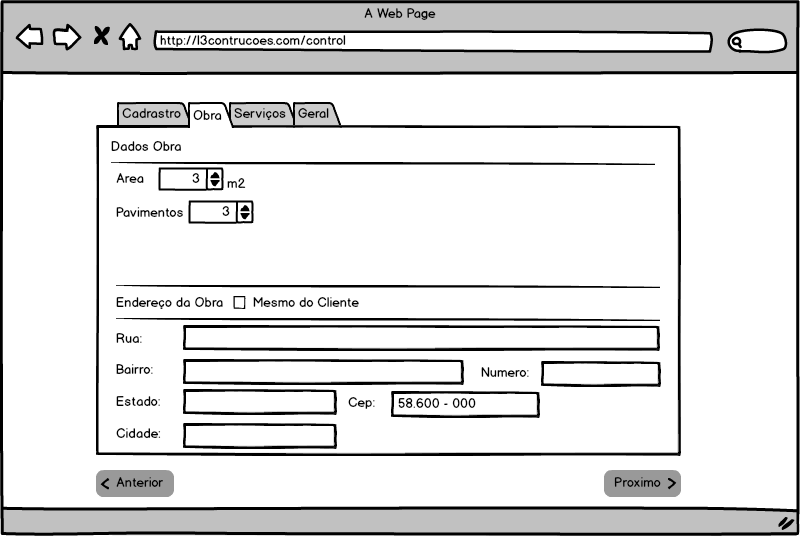 A Web Page
http://l3contrucoes.com/control
Cadrastro Obra Serviços Geral
Dados Obra
Area 3 m2
Pavimentos 3
Endereço da Obra Mesmo do Cliente
Rua:
Bairro: Numero:
Estado: Cep: 58.600 - 000
Cidade:
Anterior Proximo